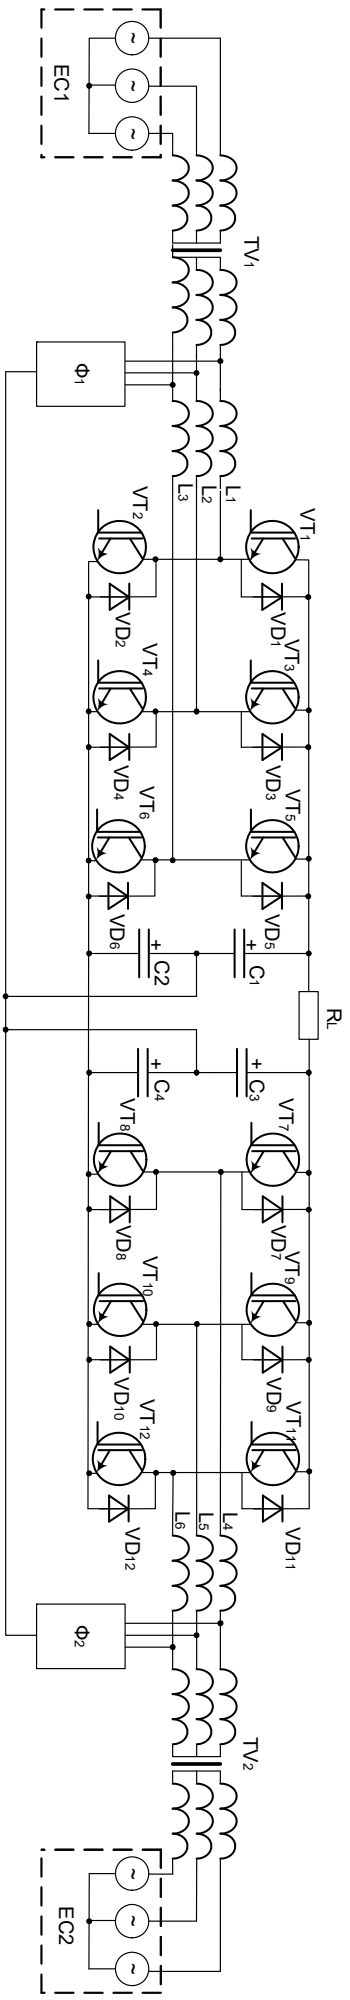 EC1
TV1
Ф1
L1
L2
L3
VT1
VD1
VT2
VD2
VT3
VD3
VT4
VD4
VT5
VD5
VT6
VD6
+
C1
+
C2
RL
+
C3
+
C4
VT7
VD7
VT8
VD8
VT9
VD9
VT10
VD10
VT11
VD11
VT12
VD12
L4
L5
L6
Ф2
TV2
EC2
~
~
~
~
~
~